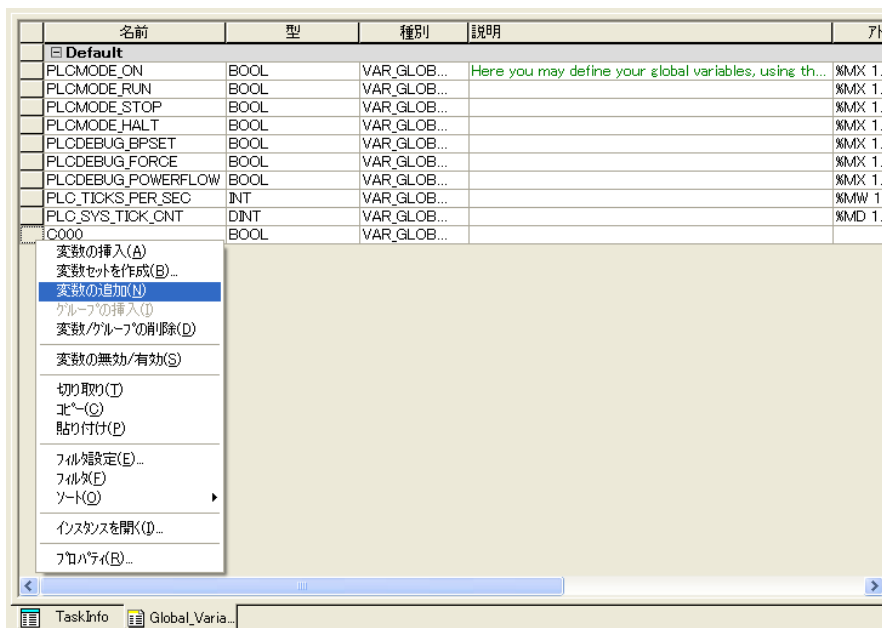 名前 型 種別 説明 アド
Default
PLCMODE_ON BOOL VAR_GLOB... Here you may define your global variables, using th... %MX 1.
PLCMODE_RUN BOOL VAR_GLOB... %MX 1.
PLCMODE_STOP BOOL VAR_GLOB... %MX 1.
PLCMODE_HALT BOOL VAR_GLOB... %MX 1.
PLCDEBUG_BPSET BOOL VAR_GLOB... %MX 1.
PLCDEBUG_FORCE BOOL VAR_GLOB... %MX 1.
PLCDEBUG_POWERFLOW BOOL VAR_GLOB... %MX 1.
PLC_TICKS_PER_SEC INT VAR_GLOB... %MW 1
PLC_SYS_TICK_CNT DINT VAR_GLOB... %MD 1.
C000 BOOL VAR_GLOB...
変数の挿入(A)
変数セットを作成(B)...
変数の追加(N)
グループの挿入(I)
変数/グループの削除(D)
変数の無効/有効(S)
切り取り(T)
コピー(C)
貼り付け(P)
フィルタ設定(E)...
フィルタ(F)
ソート(O)
インスタンスを開く(I)...
プロパティ(R)...
TaskInfo Global_Varia...